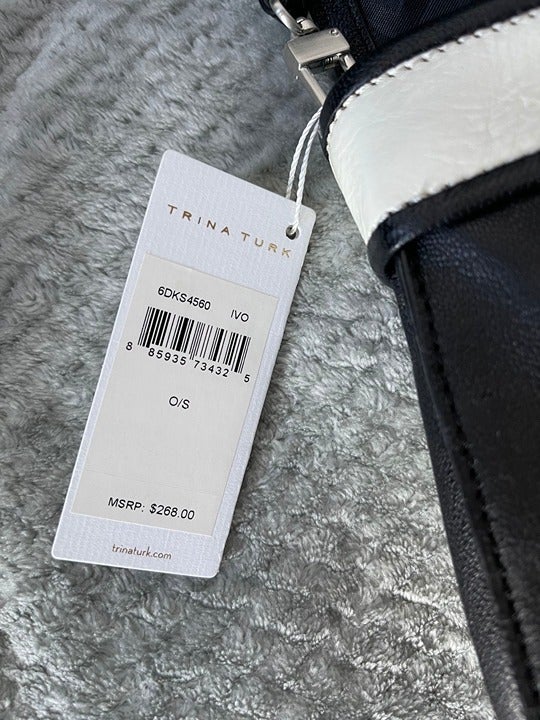 TRINA TURK
6DKS4560 IVO
8 85935 73432 5
O/S
MSRP: $268.00
trinaturk.com